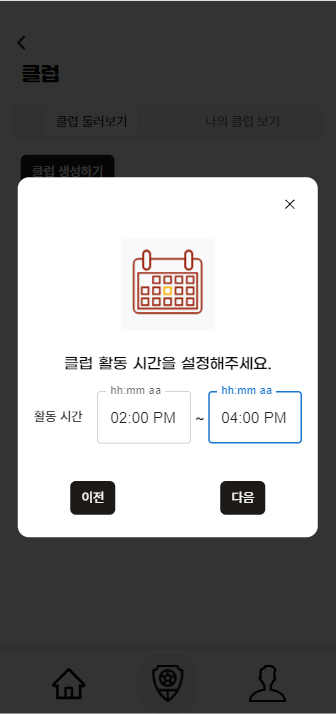 클럽
클럽 둘러보기 나의 클럽 보기
클럽 생성하기
클럽 활동 시간을 설정해주세요.
hh:mm aa hh:mm aa
활동 시간 02:00 PM ~ 04:00 PM
이전 다음